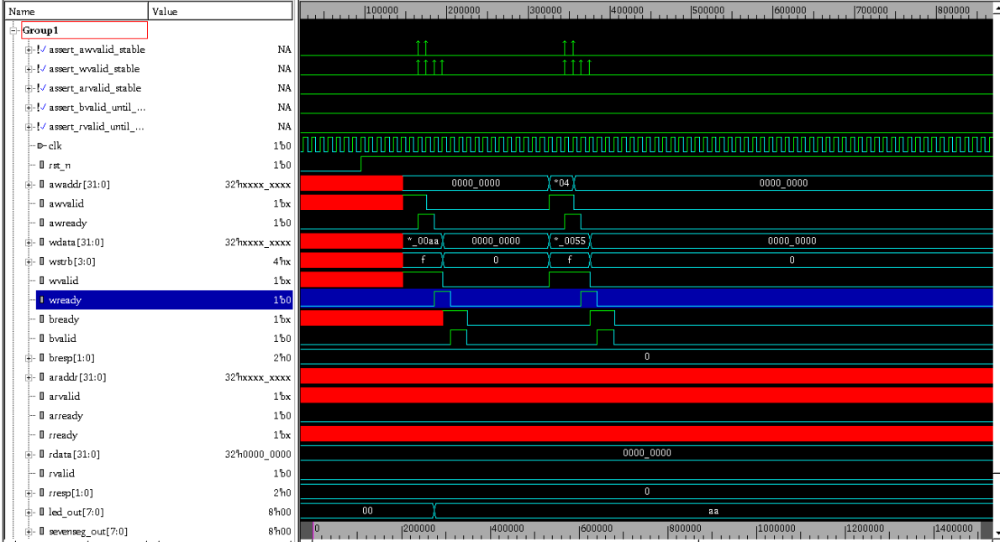 Name Value 100000 200000 300000 400000 500000 600000 700000 800000
Group1
assert_awvalid_stable NA
assert_wvalid_stable NA
assert_arvalid_stable NA
assert_bvalid_until_... NA
assert_rvalid_until_... NA
clk 1'b0
rst_n 1'b0
awaddr[31:0] 32'hxxxx_xxxx 0000_0000 *04 0000_0000
awvalid 1'bx
awready 1'b0
wdata[31:0] 32'hxxxx_xxxx *_00aa 0000_0000 *_0055 0000_0000
wstrb[3:0] 4'hx f 0 f 0
wvalid 1'bx
wready 1'b0
bready 1'bx
bvalid 1'b0
bresp[1:0] 2'h0 0
araddr[31:0] 32'hxxxx_xxxx
arvalid 1'bx
arready 1'b0
rready 1'bx
rdata[31:0] 32'h0000_0000 0000_0000
rvalid 1'b0
rresp[1:0] 2'h0 0
led_out[7:0] 8'h00 00 aa
sevenseg_out[7:0] 8'h00 0 200000 400000 600000 800000 1000000 1200000 1400000